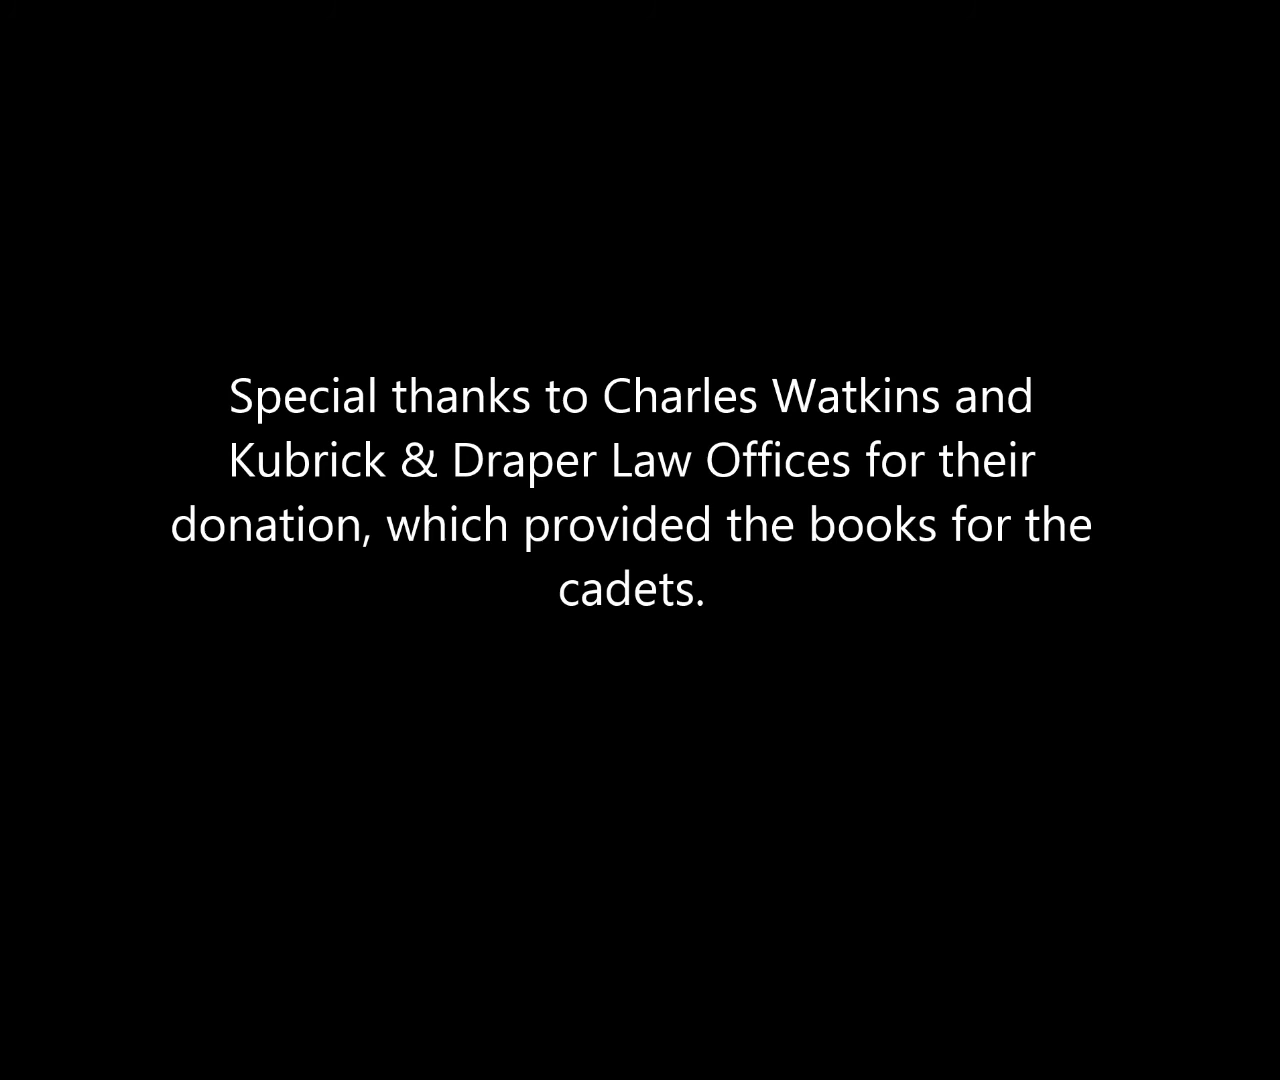 Special thanks to Charles Watkins and
Kubrick & Draper Law Offices for their
donation, which provided the books for the
cadets.